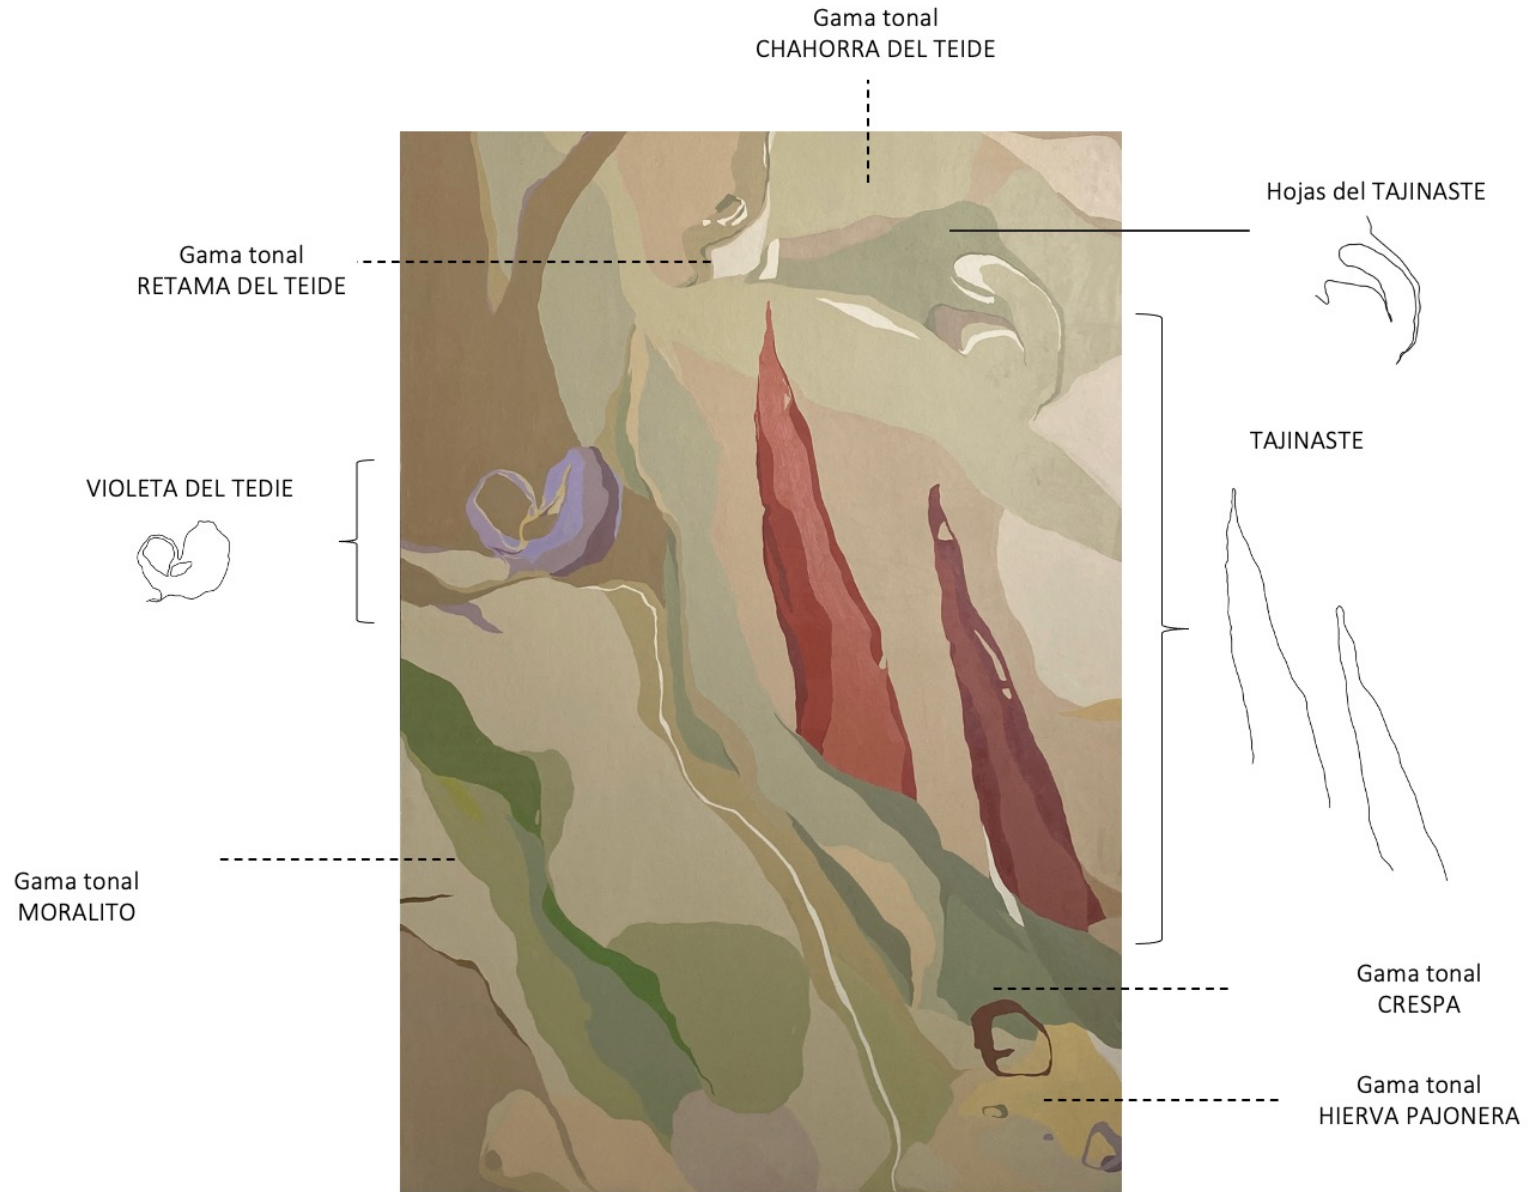 Gama tonal
CHAHORRA DEL TEIDE
Hojas del TAJINASTE
Gama tonal
RETAMA DEL TEIDE
TAJINASTE
VIOLETA DEL TEDIE
Gama tonal
MORALITO
Gama tonal
CRESPA
Gama tonal
HIERVA PAJONERA